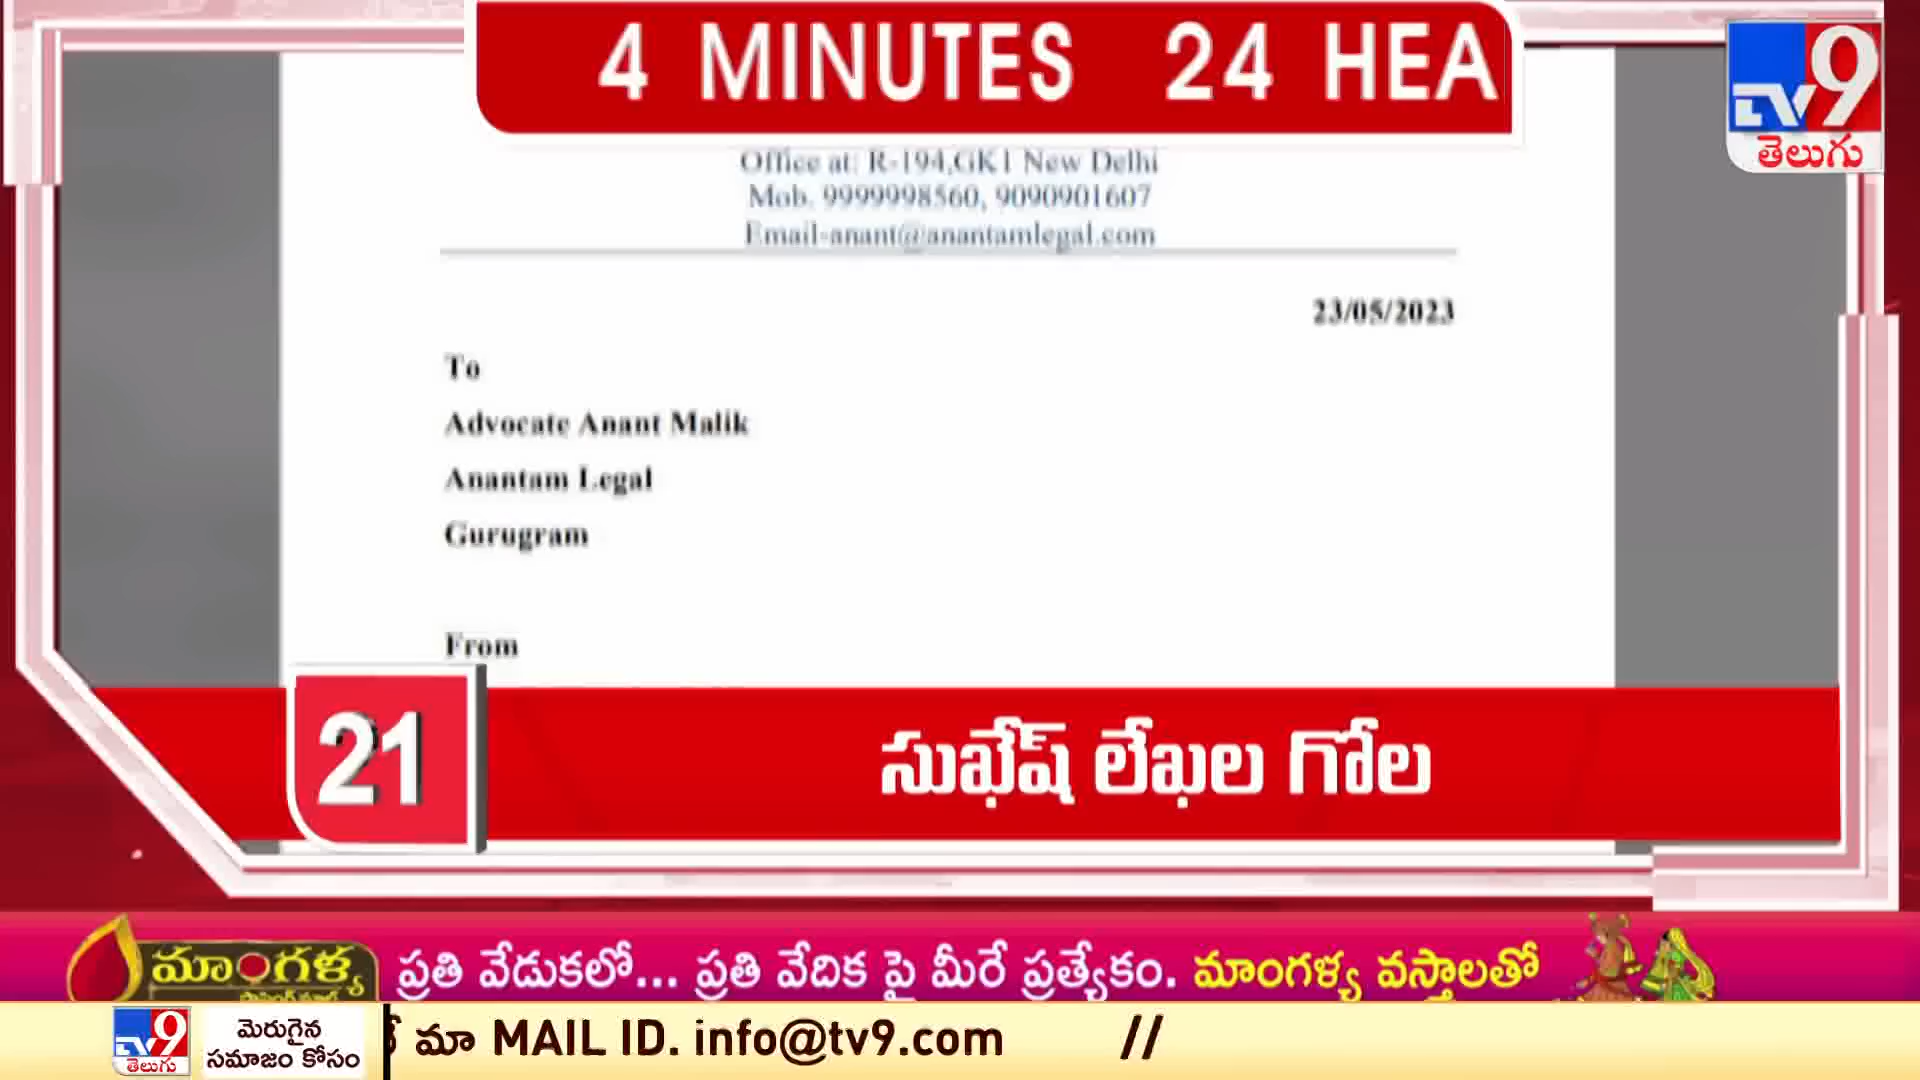 4 MINUTES 24 HEA
TV9
తెలుగు
Office at: R-194,GK1 New Delhi
Mob. 9999998560, 9090901607
Email-anant@anantamlegal.com
23/05/2023
To
Advocate Anant Malik
Anantam Legal
Gurugram
From
21
సుఖేష్ లేఖల గోల
మాంగళ్య
షాపింగ్ మాల్
ప్రతి వేడుకలో... ప్రతి వేదిక పై మీరే ప్రత్యేకం. మాంగళ్య వస్త్రాలతో
TV9
తెలుగు
మెరుగైన
సమాజం కోసం
మా MAIL ID. info@tv9.com //